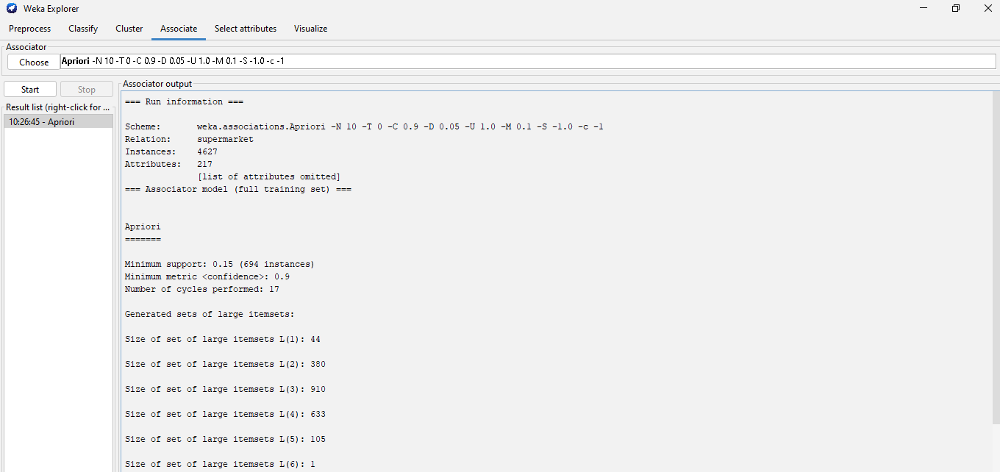 Weka Explorer
Preprocess Classify Cluster Associate Select attributes Visualize
Associator
Choose Apriori -N 10 -T 0 -C 0.9 -D 0.05 -U 1.0 -M 0.1 -S -1.0 -c -1
Start Stop
Result list (right-click for ...
10:26:45 - Apriori
Associator output
=== Run information ===
Scheme: weka.associations.Apriori -N 10 -T 0 -C 0.9 -D 0.05 -U 1.0 -M 0.1 -S -1.0 -c -1
Relation: supermarket
Instances: 4627
Attributes: 217
[list of attributes omitted]
=== Associator model (full training set) ===
Apriori
=======
Minimum support: 0.15 (694 instances)
Minimum metric <confidence>: 0.9
Number of cycles performed: 17
Generated sets of large itemsets:
Size of set of large itemsets L(1): 44
Size of set of large itemsets L(2): 380
Size of set of large itemsets L(3): 910
Size of set of large itemsets L(4): 633
Size of set of large itemsets L(5): 105
Size of set of large itemsets L(6): 1